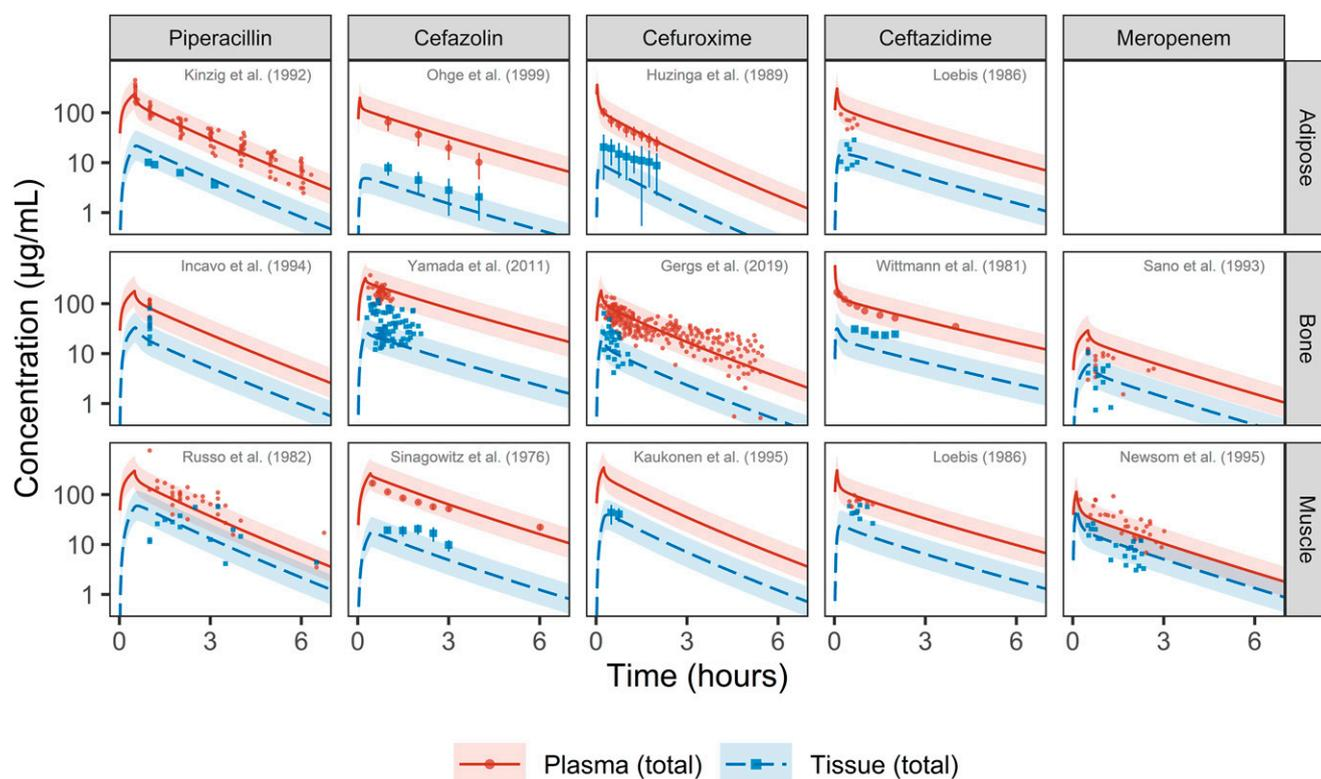 Piperacillin Cefazolin Cefuroxime Ceftazidime Meropenem
Kinzig et al. (1992) Ohge et al. (1999) Huzinga et al. (1989) Loebis (1986)
100
10
1
Adipose
Incavo et al. (1994) Yamada et al. (2011) Gergs et al. (2019) Wittmann et al. (1981) Sano et al. (1993)
100
10
1
Bone
Russo et al. (1982) Sinagowitz et al. (1976) Kaukonen et al. (1995) Loebis (1986) Newsom et al. (1995)
100
10
1
Muscle
Concentration (µg/mL)
0 3 6 0 3 6 0 3 6 0 3 6 0 3 6
Time (hours)
Plasma (total) Tissue (total)